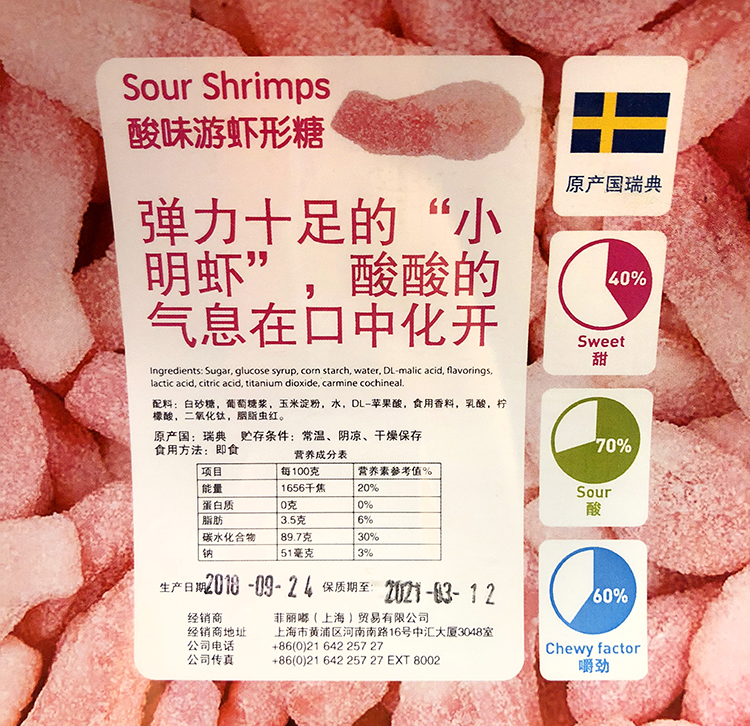 Sour Shrimps
酸味游虾形糖
弹力十足的“小
明虾”，酸酸的
气息在口中化开
Ingredients: Sugar, glucose syrup, corn starch, water, DL-malic acid, flavorings,
lactic acid, citric acid, titanium dioxide, carmine cochineal.
配料：白砂糖，葡萄糖浆，玉米淀粉，水，DL-苹果酸，食用香料，乳酸，柠
檬酸，二氧化钛，胭脂虫红。
原产国：瑞典 贮存条件：常温、阴凉、干燥保存
食用方法：即食
营养成分表
项目 每100克 营养素参考值%
能量 1656千焦 20%
蛋白质 0克 0%
脂肪 3.5克 6%
碳水化合物 89.7克 30%
钠 51毫克 3%
生产日期 2018-09-24 保质期至: 2021-03-12
经销商 菲丽嘟（上海）贸易有限公司
经销商地址 上海市黄浦区河南南路16号中汇大厦3048室
公司电话 +86(0)21 642 257 27
公司传真 +86(0)21 642 257 27 EXT 8002
原产国瑞典
40%
Sweet
甜
70%
Sour
酸
60%
Chewy factor
嚼劲